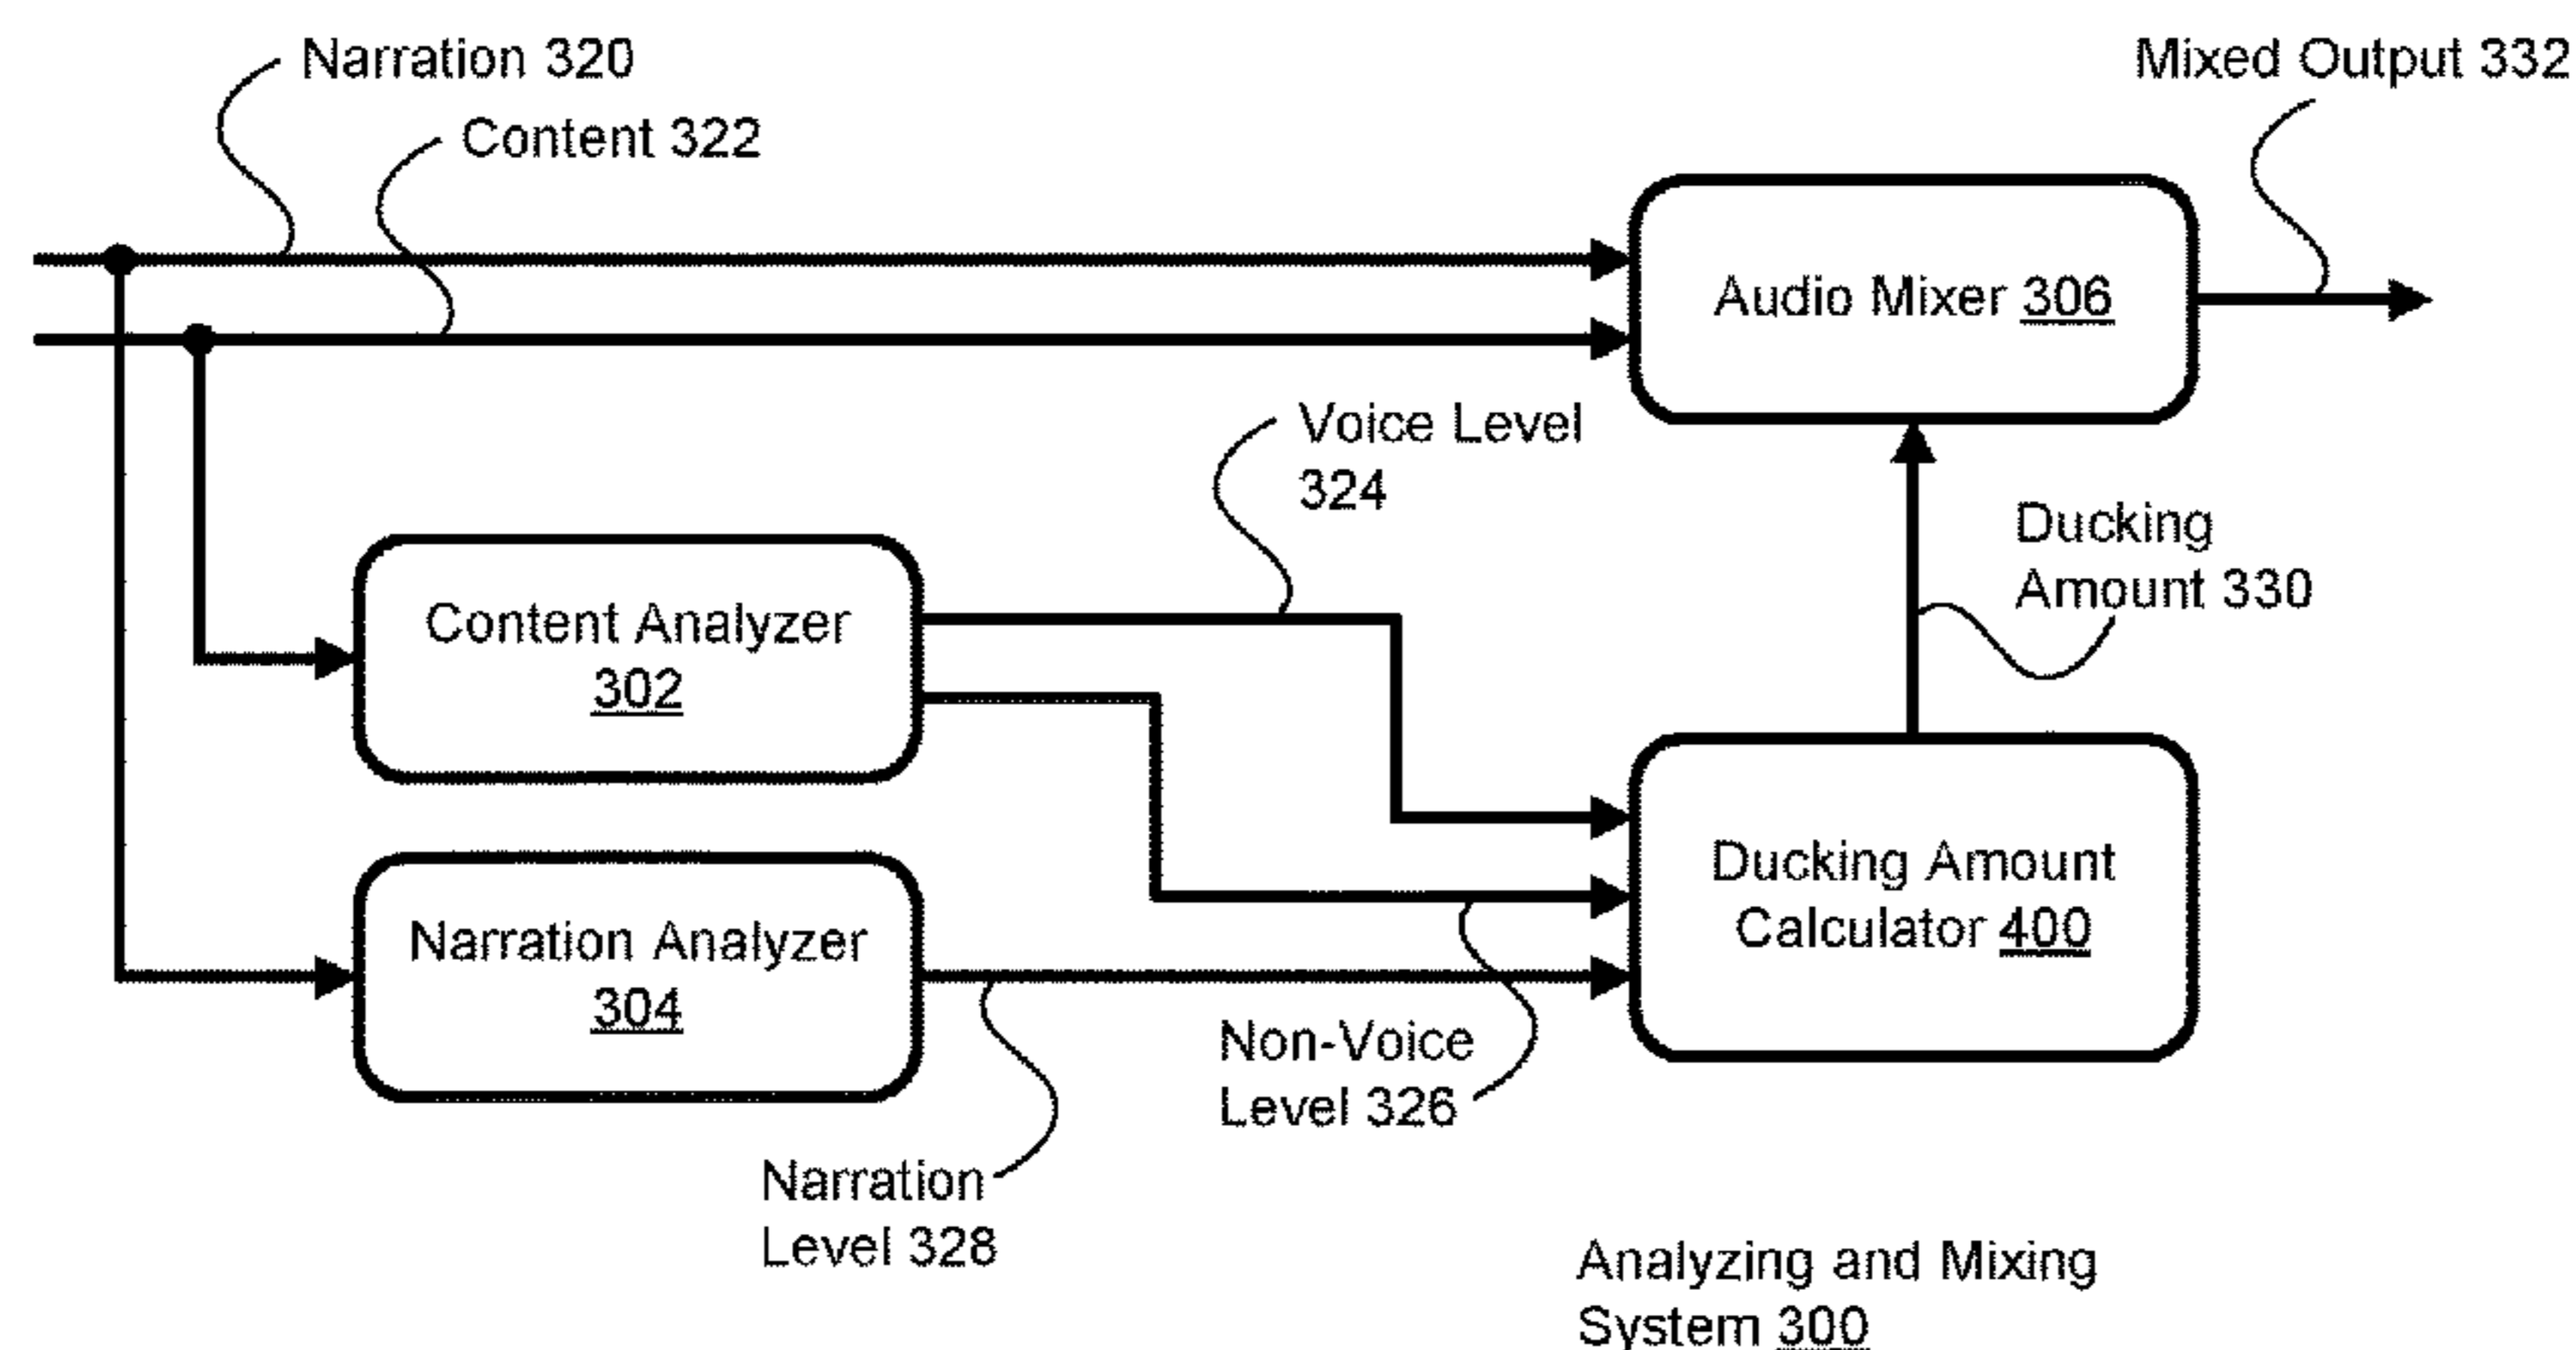 Narration 320
Mixed Output 332
Content 322
Audio Mixer 306
Voice Level
324
Ducking
Amount 330
Content Analyzer
302
Ducking Amount
Calculator 400
Narration Analyzer
304
Non-Voice
Level 326
Narration
Level 328
Analyzing and Mixing
System 300